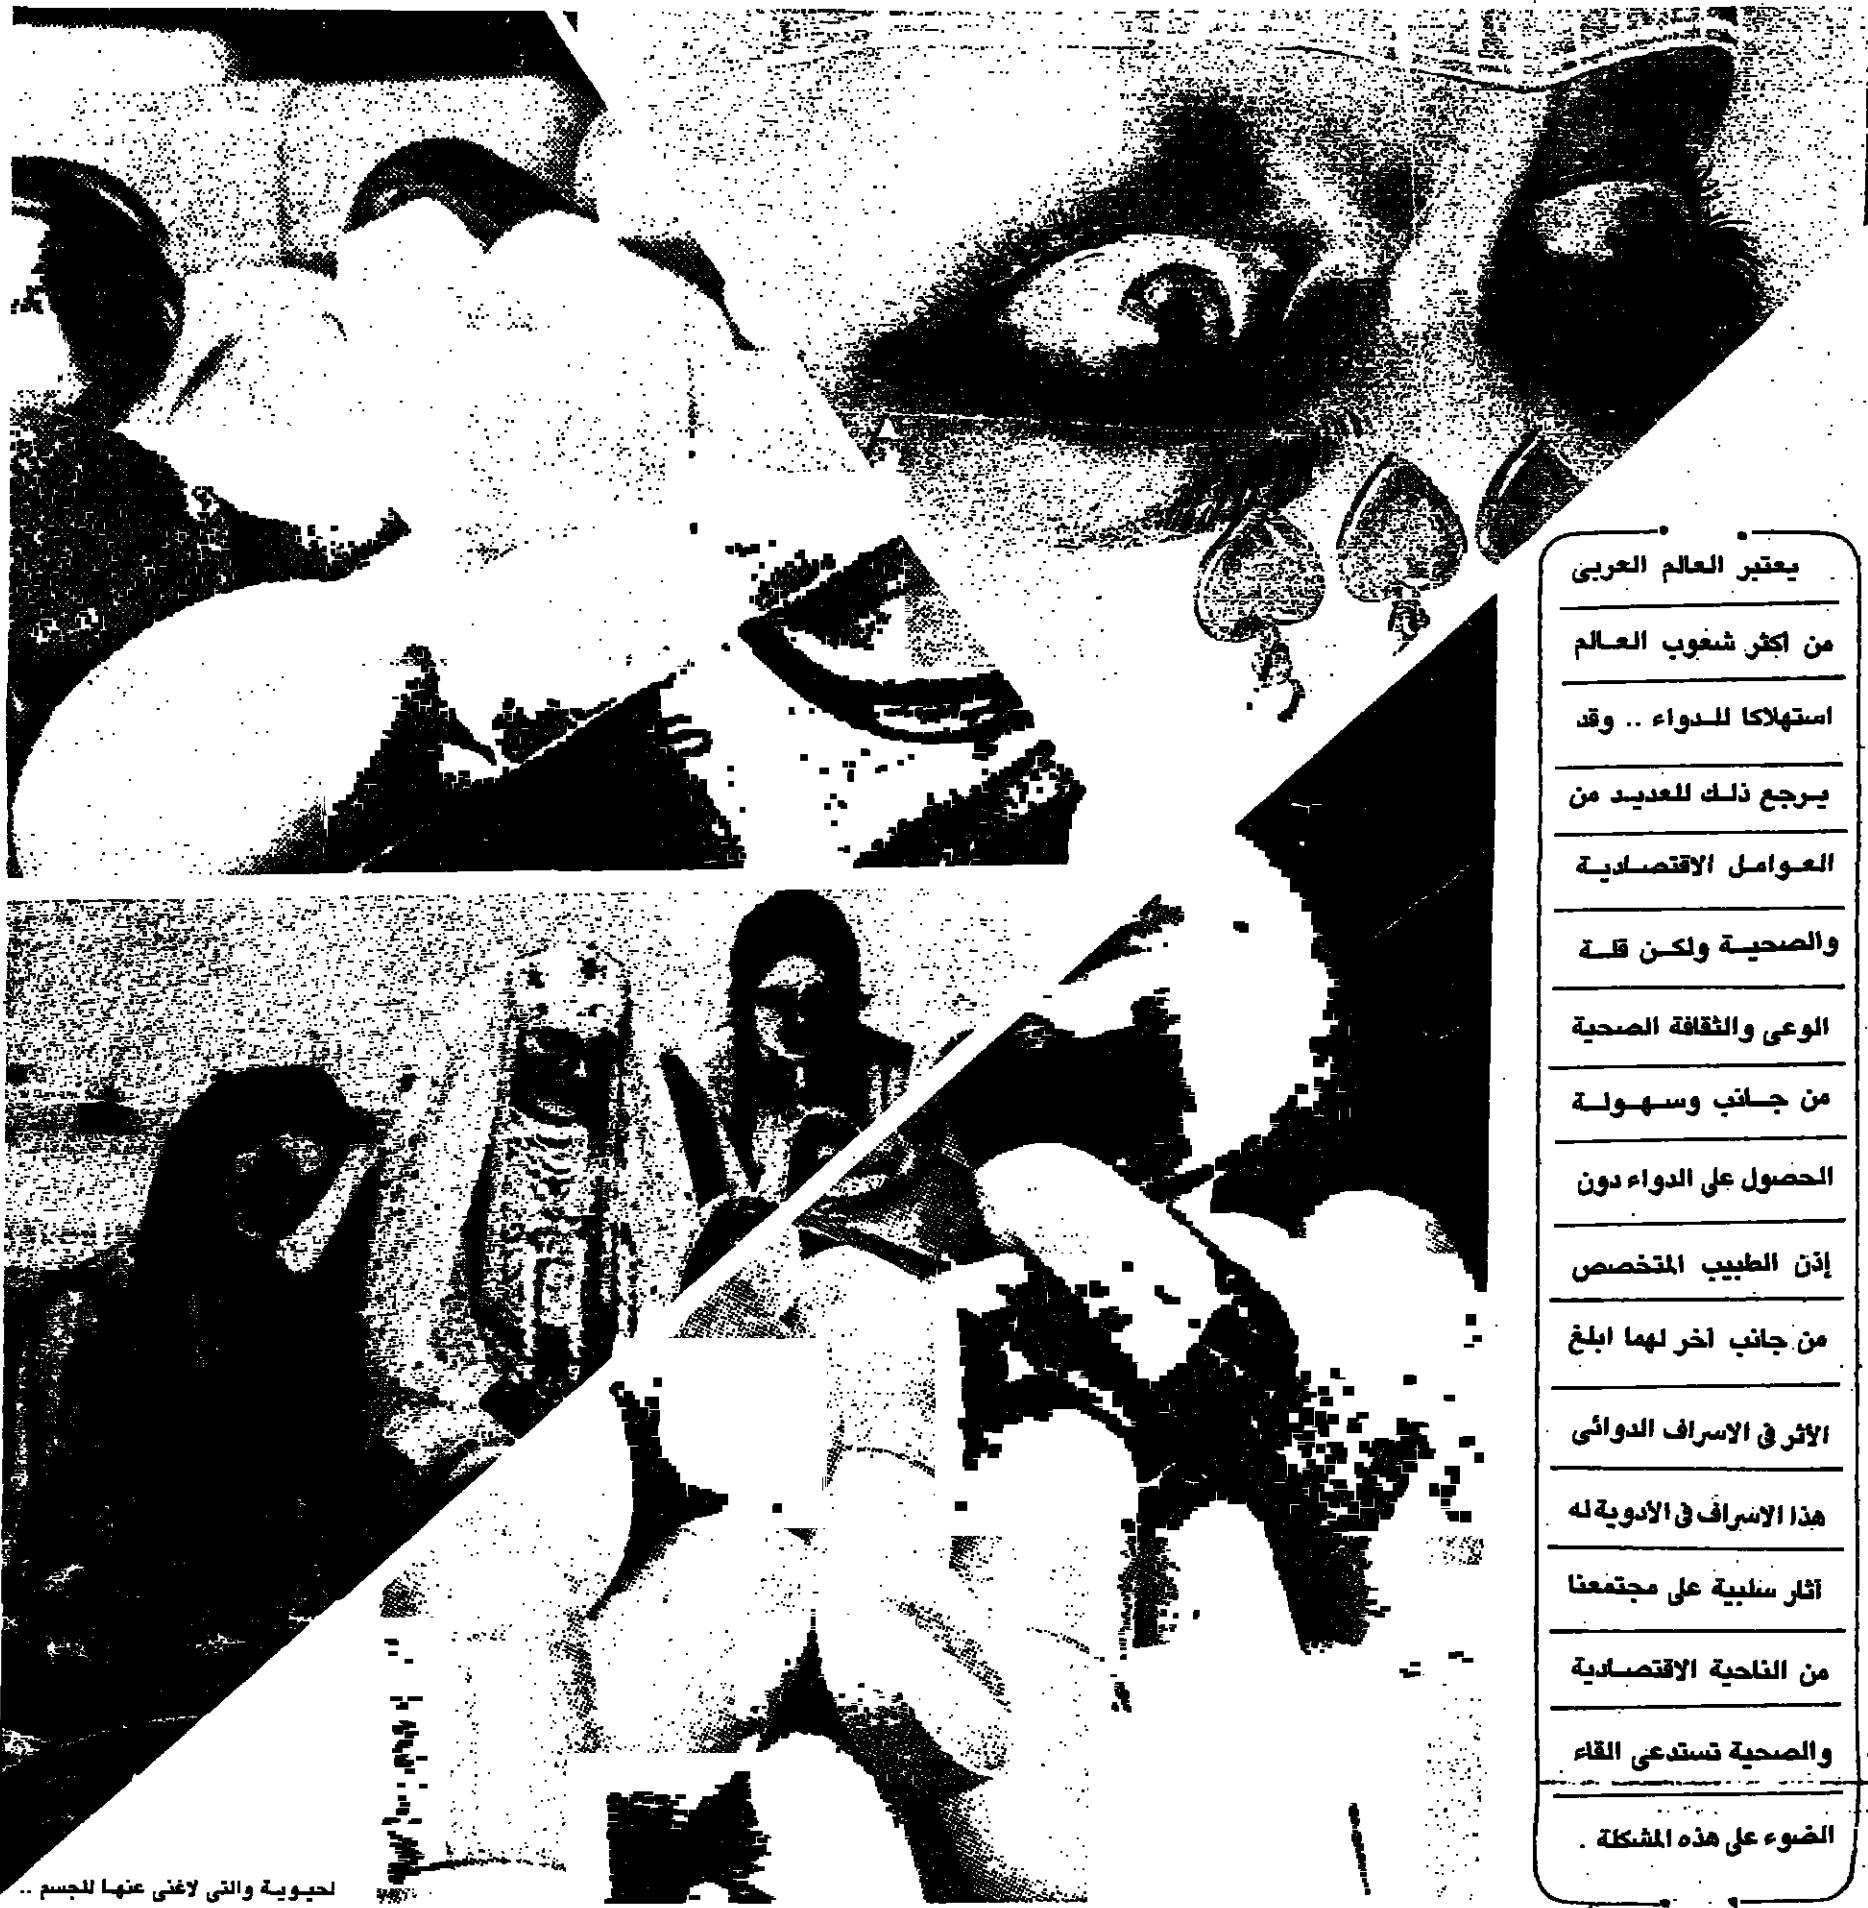 يعتبر العالم العربى
من اكثر شعوب العالم
استهلاكا للدواء .. وقد
يرجع ذلك للعديد من
العوامل الاقتصادية
والصحية ولكن قلة
الوعى والثقافة الصحية
من جانب وسهولة
الحصول على الدواء دون
إذن الطبيب المتخصص
من جانب آخر لهما ابلغ
الأثر فى الاسراف الدوائى
هذا الاسراف فى الأدوية له
آثار سلبية على مجتمعنا
من الناحية الاقتصادية
والصحية تستدعى القاء
الضوء على هذه المشكلة .
لحيوية والتى لاغنى عنها للجسم ..